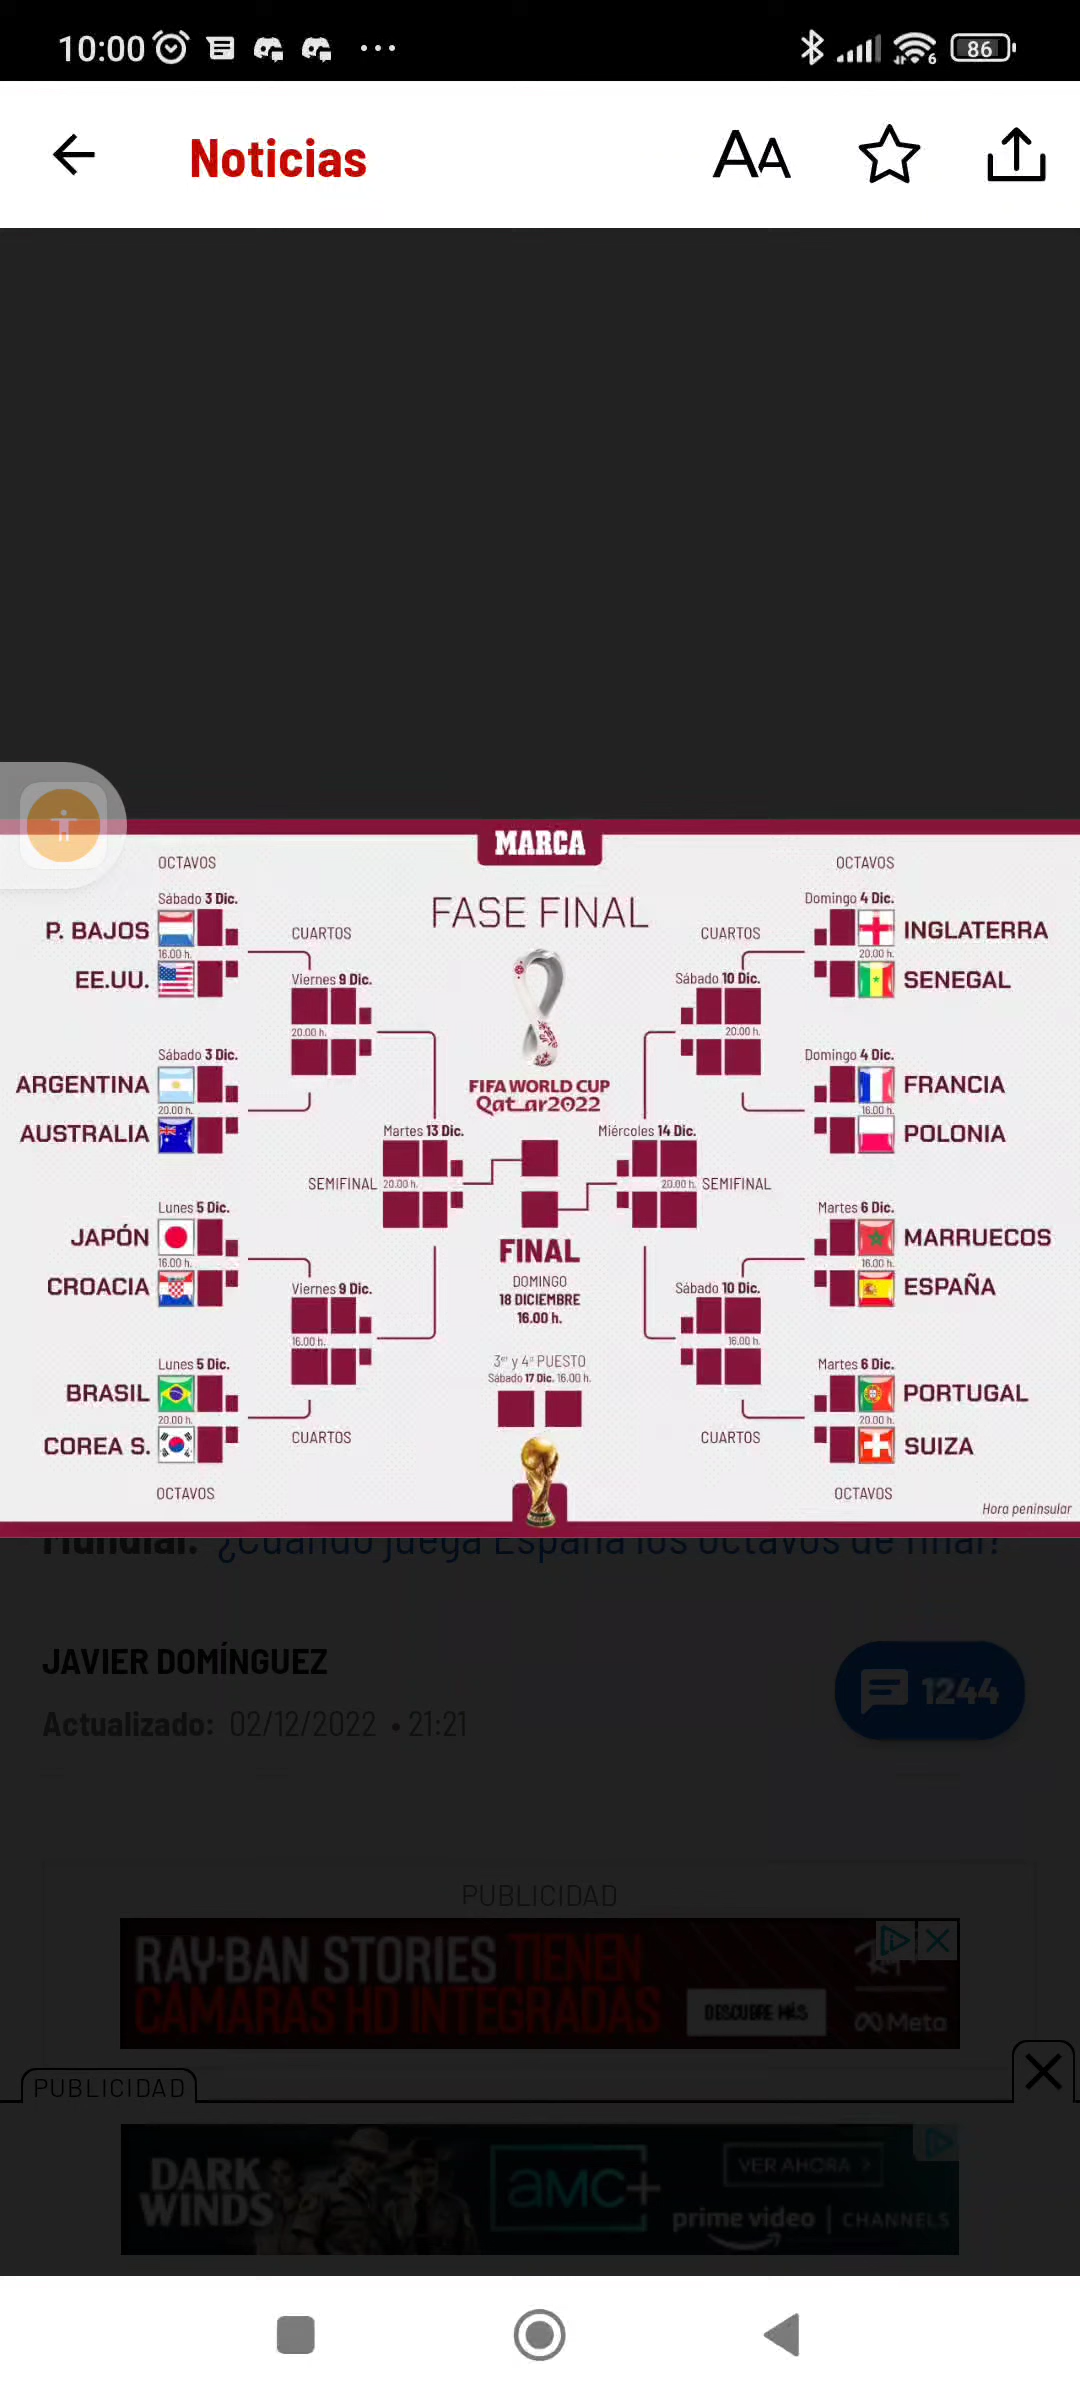 10:00
86
Noticias
AA
MARCA
OCTAVOS
OCTAVOS
FASE FINAL
Sábado 3 Dic.
P. BAJOS
16.00 h.
EE.UU.
CUARTOS
Viernes 9 Dic.
20.00 h.
Sábado 3 Dic.
ARGENTINA
20.00 h.
AUSTRALIA
Martes 13 Dic.
SEMIFINAL 20.00 h.
Lunes 5 Dic.
JAPÓN
16.00 h.
CROACIA
Viernes 9 Dic.
16.00 h.
Lunes 5 Dic.
BRASIL
20.00 h.
COREA S.
CUARTOS
OCTAVOS
FIFA WORLD CUP
Qatar2022
FINAL
DOMINGO
18 DICIEMBRE
16.00 h.
3er y 4º PUESTO
Sábado 17 Dic. 16.00 h.
Domingo 4 Dic.
INGLATERRA
20.00 h.
SENEGAL
CUARTOS
Sábado 10 Dic.
20.00 h.
Domingo 4 Dic.
FRANCIA
16.00 h.
POLONIA
Miércoles 14 Dic.
20.00 h. SEMIFINAL
Martes 6 Dic.
MARRUECOS
16.00 h.
ESPAÑA
Sábado 10 Dic.
16.00 h.
Martes 6 Dic.
PORTUGAL
20.00 h.
SUIZA
CUARTOS
OCTAVOS
Hora peninsular
Mundial. ¿Cuándo juega España los octavos de final?
JAVIER DOMÍNGUEZ
Actualizado: 02/12/2022 • 21:21
1244
PUBLICIDAD
RAY-BAN STORIES TIENEN
CÁMARAS HD INTEGRADAS
DESCUBRE MÁS
Meta
PUBLICIDAD
DARK
WINDS
aMC+
VER AHORA >
prime video | CHANNELS